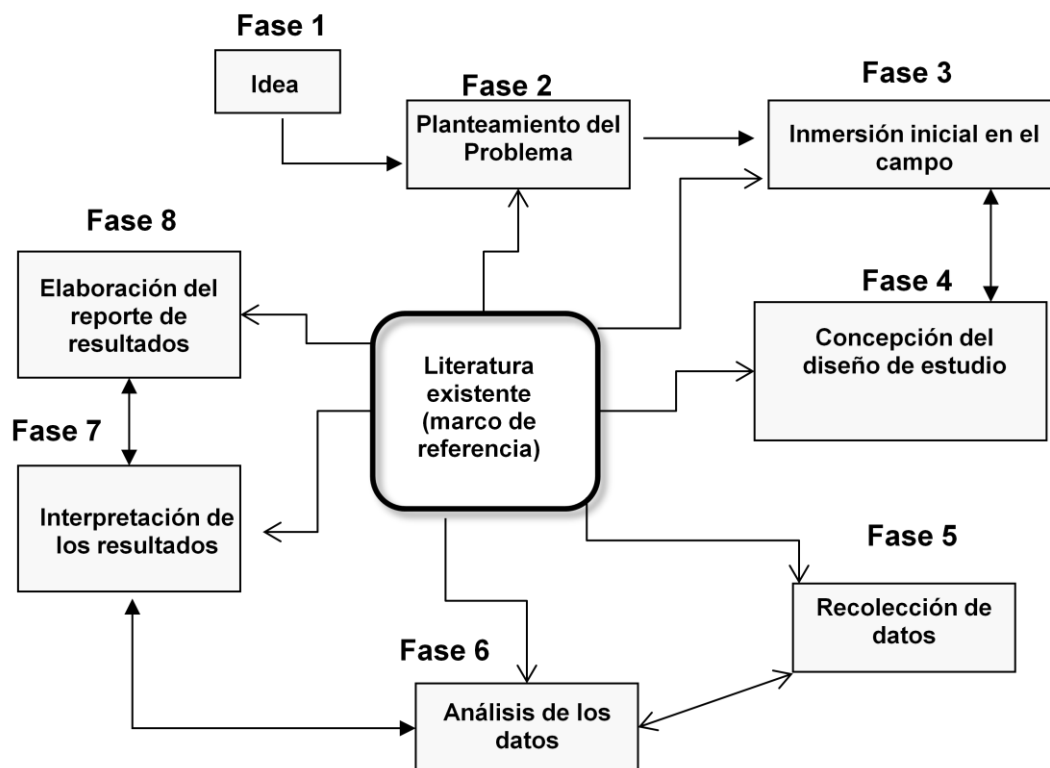 Fase 1
Idea
Fase 2
Planteamiento del
Problema
Fase 3
Inmersión inicial en el
campo
Fase 8
Elaboración del
reporte de
resultados
Fase 4
Concepción del
diseño de estudio
Literatura
existente
(marco de
referencia)
Fase 7
Interpretación de
los resultados
Fase 5
Recolección de
datos
Fase 6
Análisis de los
datos